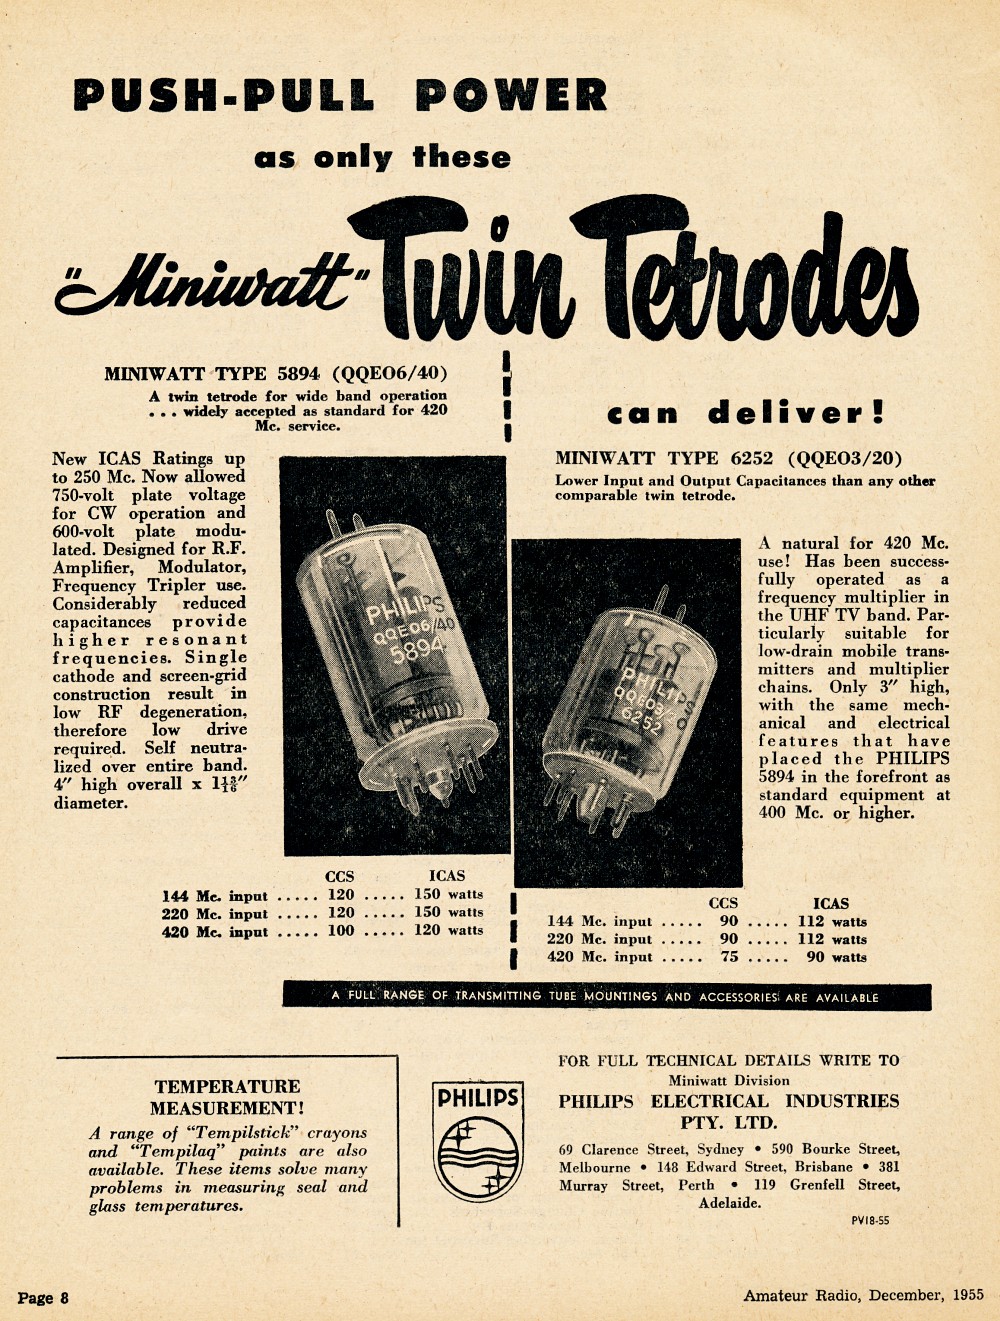 PUSH-PULL POWER
as only these
"Miniwatt" Twin Tetrodes
can deliver!
MINIWATT TYPE 5894 (QQEO6/40)
A twin tetrode for wide band operation
... widely accepted as standard for 420
Mc. service.
New ICAS Ratings up
to 250 Mc. Now allowed
750-volt plate voltage
for CW operation and
600-volt plate modu-
lated. Designed for R.F.
Amplifier, Modulator,
Frequency Tripler use.
Considerably reduced
capacitances provide
higher resonant
frequencies. Single
cathode and screen-grid
construction result in
low RF degeneration,
therefore low drive
required. Self neutra-
lized over entire band.
4″ high overall x 1 13/16″
diameter.
PHILIPS
QQEO6/40
5894
CCS ICAS
144 Mc. input ..... 120 ..... 150 watts
220 Mc. input ..... 120 ..... 150 watts
420 Mc. input ..... 100 ..... 120 watts
MINIWATT TYPE 6252 (QQEO3/20)
Lower Input and Output Capacitances than any other
comparable twin tetrode.
PHILIPS
QQEO3/20
6252
A natural for 420 Mc.
use! Has been success-
fully operated as a
frequency multiplier in
the UHF TV band. Par-
ticularly suitable for
low-drain mobile trans-
mitters and multiplier
chains. Only 3″ high,
with the same mech-
anical and electrical
features that have
placed the PHILIPS
5894 in the forefront as
standard equipment at
400 Mc. or higher.
CCS ICAS
144 Mc. input ..... 90 ..... 112 watts
220 Mc. input ..... 90 ..... 112 watts
420 Mc. input ..... 75 ..... 90 watts
A FULL RANGE OF TRANSMITTING TUBE MOUNTINGS AND ACCESSORIES ARE AVAILABLE
TEMPERATURE
MEASUREMENT!
A range of "Tempilstick" crayons
and "Tempilaq" paints are also
available. These items solve many
problems in measuring seal and
glass temperatures.
PHILIPS
FOR FULL TECHNICAL DETAILS WRITE TO
Miniwatt Division
PHILIPS ELECTRICAL INDUSTRIES
PTY. LTD.
69 Clarence Street, Sydney • 590 Bourke Street,
Melbourne • 148 Edward Street, Brisbane • 381
Murray Street, Perth • 119 Grenfell Street,
Adelaide.
PV18-55
Page 8
Amateur Radio, December, 1955